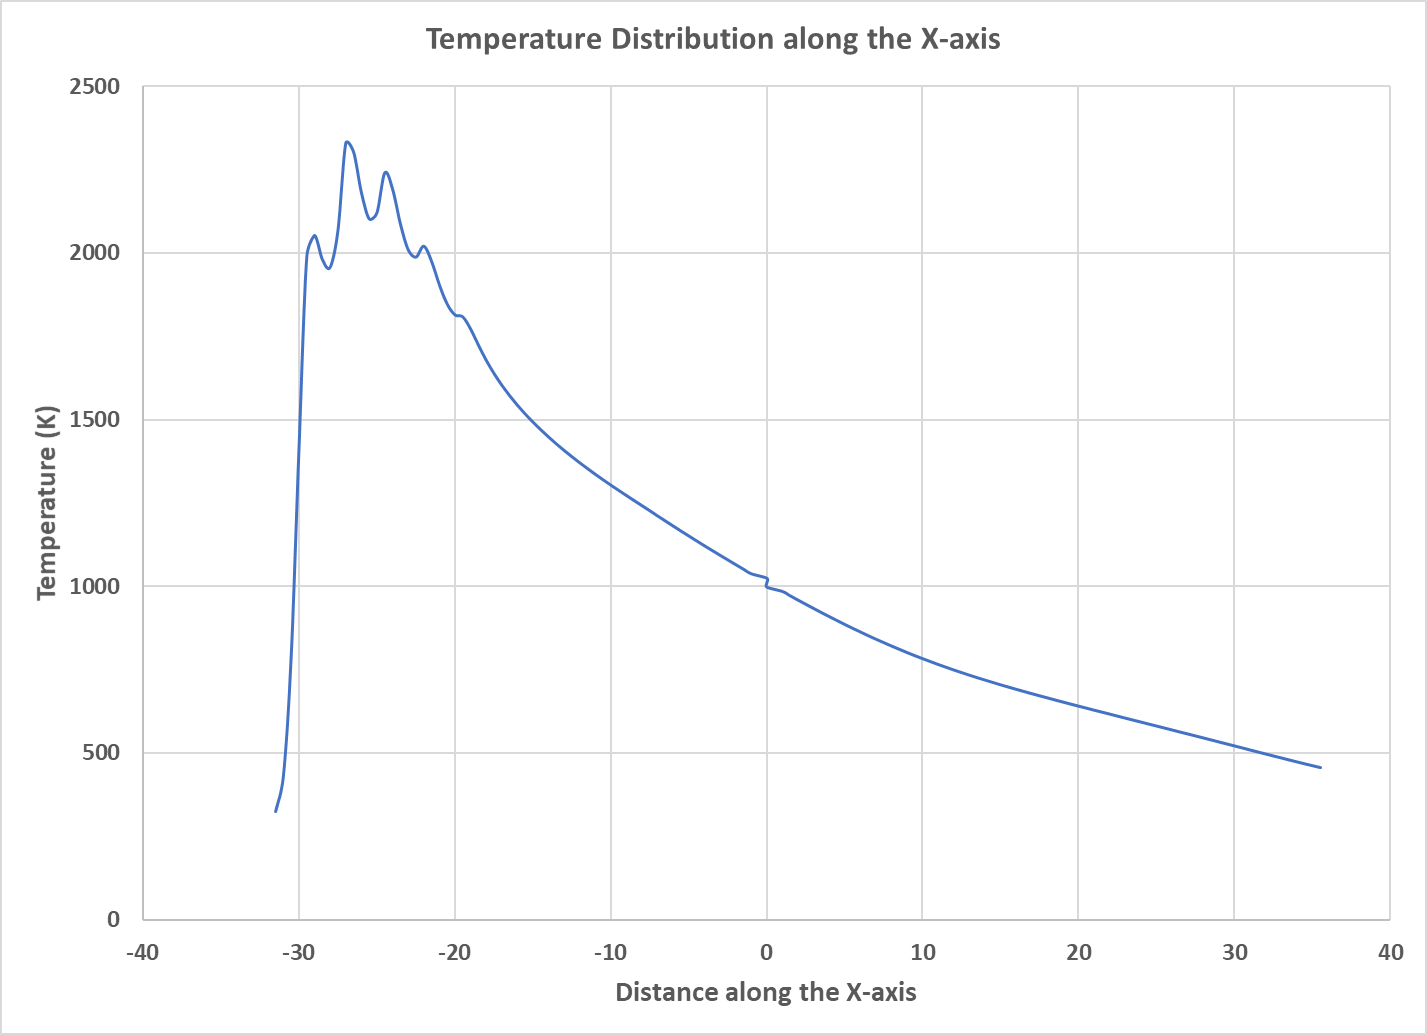 Temperature Distribution along the X-axis
2500
2000
1500
1000
500
0
Temperature (K)
-40 -30 -20 -10 0 10 20 30 40
Distance along the X-axis